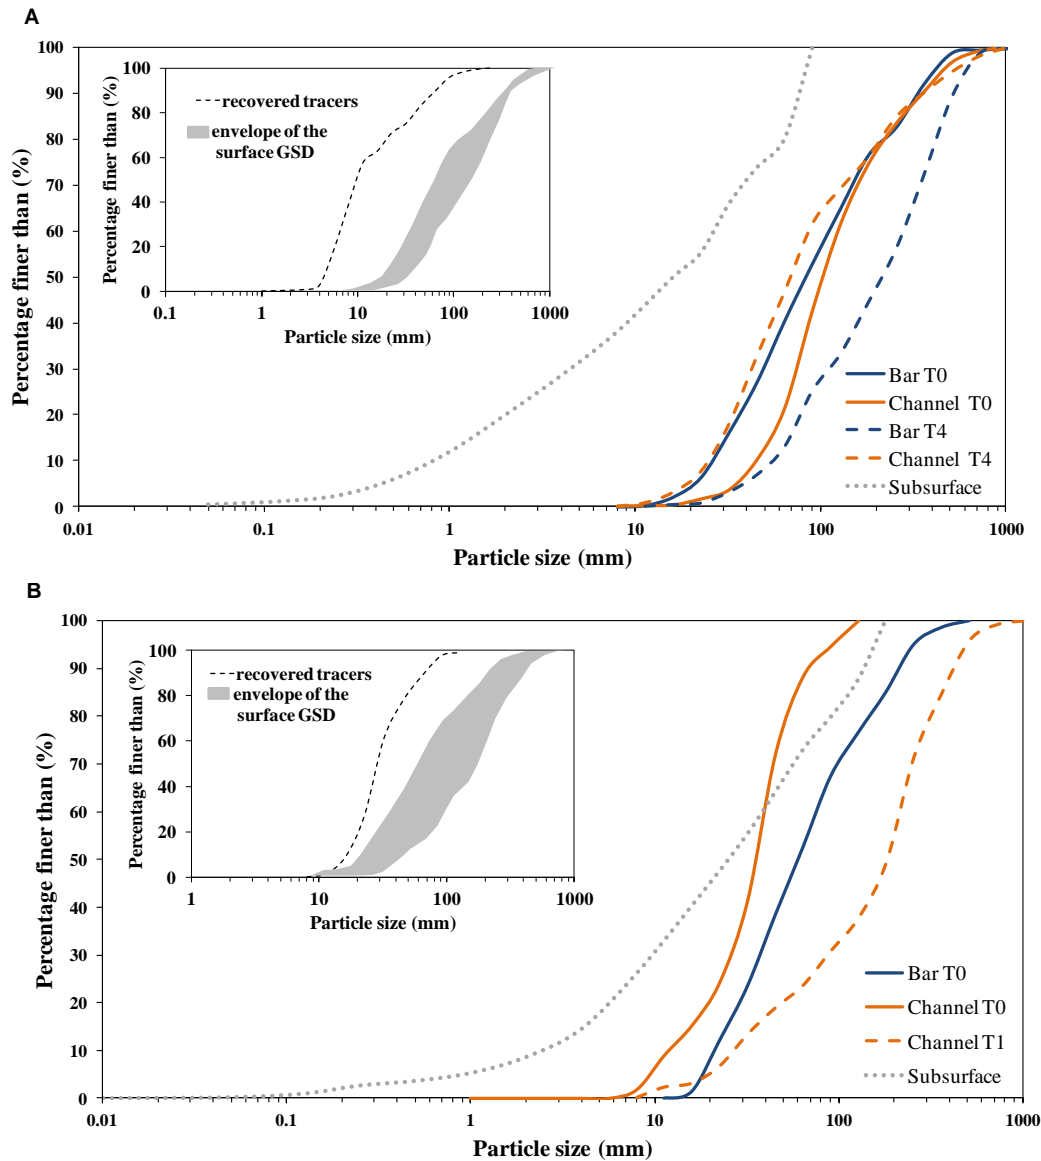 A
Percentage finer than (%)
100
90
80
70
60
50
40
30
20
10
0
0.01
0.1
1
10
100
1000
Particle size (mm)
Percentage finer than (%)
100
80
60
40
20
0
0.1
1
10
100
1000
Particle size (mm)
recovered tracers
envelope of the
surface GSD
Bar T0
Channel T0
Bar T4
Channel T4
Subsurface
B
Percentage finer than (%)
100
90
80
70
60
50
40
30
20
10
0
0.01
0.1
1
10
100
1000
Particle size (mm)
Percentage finer than (%)
100
80
60
40
20
0
1
10
100
1000
Particle size (mm)
recovered tracers
envelope of the
surface GSD
Bar T0
Channel T0
Channel T1
Subsurface